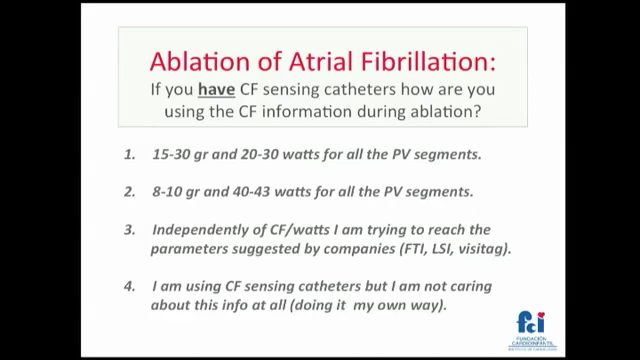 Ablation of Atrial Fibrillation:
If you have CF sensing catheters how are you
using the CF information during ablation?
1. 15-30 gr and 20-30 watts for all the PV segments.
2. 8-10 gr and 40-43 watts for all the PV segments.
3. Independently of CF/watts I am trying to reach the
parameters suggested by companies (FTI, LSI, visitag).
4. I am using CF sensing catheters but I am not caring
about this info at all (doing it my own way).
fci
FUNDACIÓN
CARDIOINFANTIL